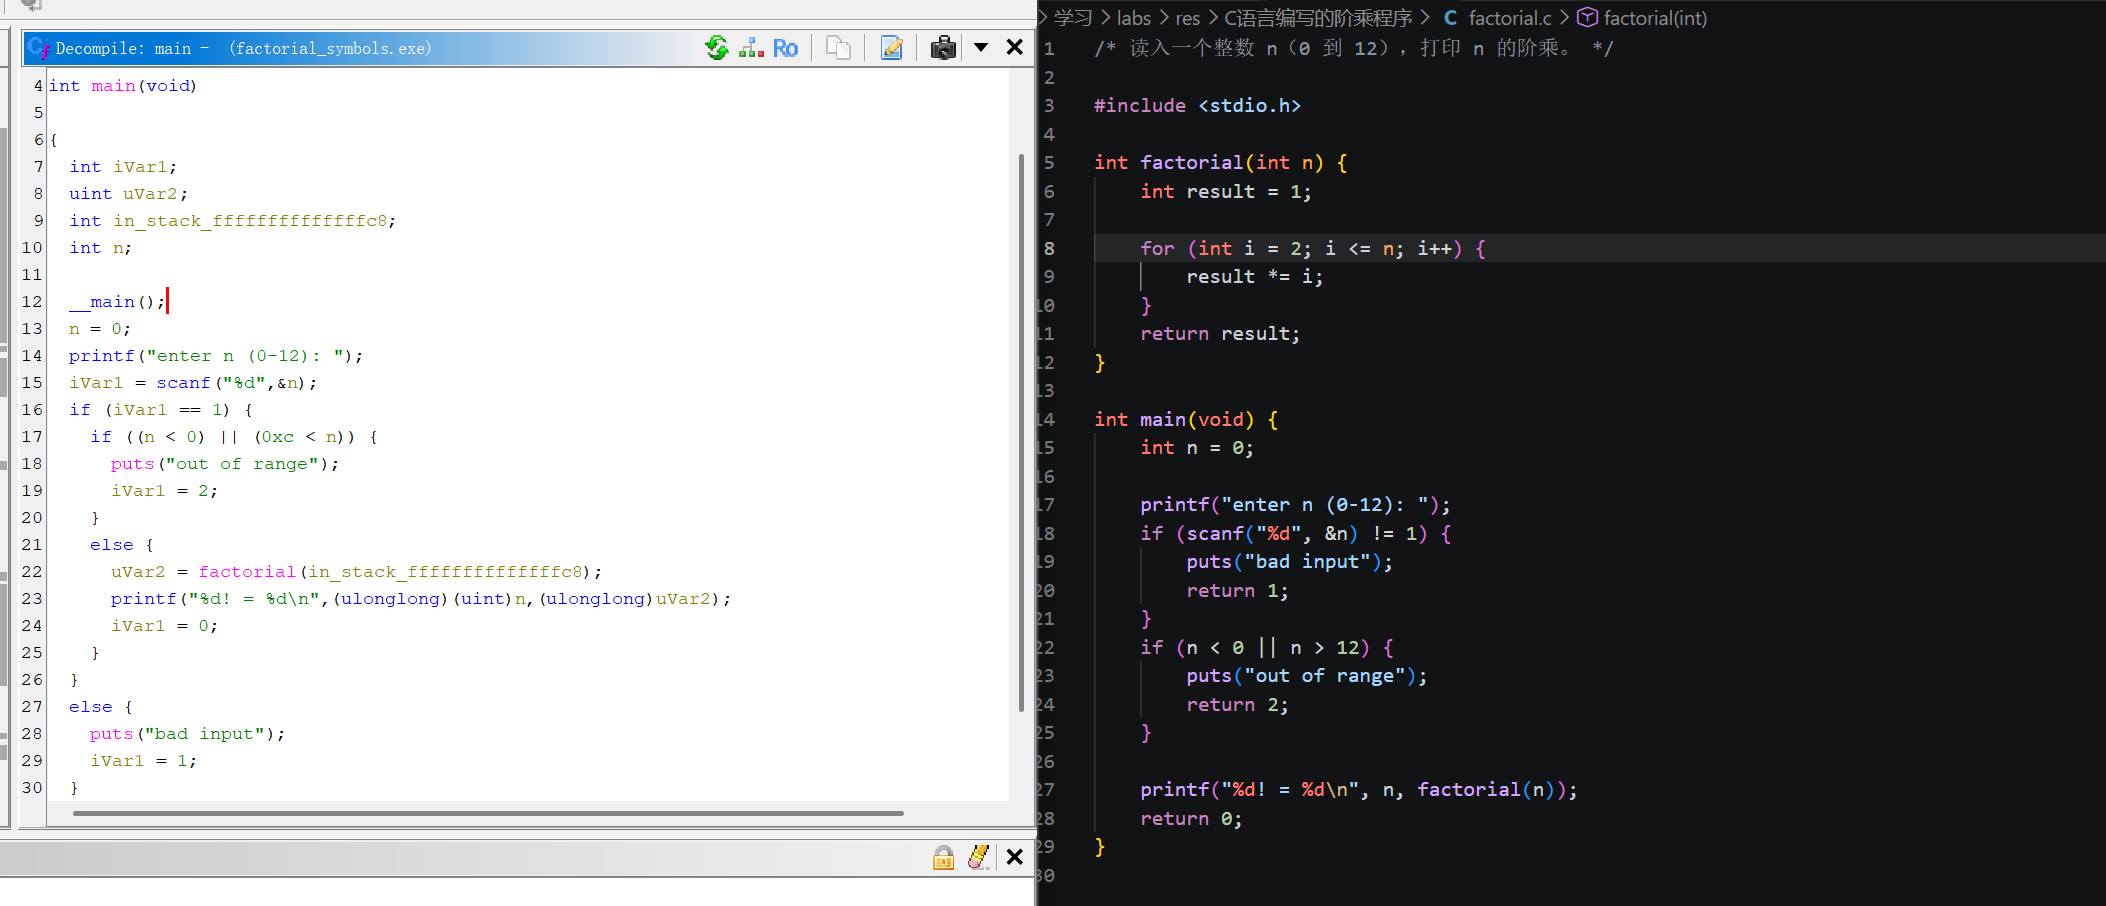 Decompile: main - (factorial_symbols.exe)
Ro
4 int main(void)
5
6 {
7 int iVar1;
8 uint uVar2;
9 int in_stack_ffffffffffffffc8;
10 int n;
11
12 __main();
13 n = 0;
14 printf("enter n (0-12): ");
15 iVar1 = scanf("%d",&n);
16 if (iVar1 == 1) {
17 if ((n < 0) || (0xc < n)) {
18 puts("out of range");
19 iVar1 = 2;
20 }
21 else {
22 uVar2 = factorial(in_stack_ffffffffffffffc8);
23 printf("%d! = %d\n",(ulonglong)(uint)n,(ulonglong)uVar2);
24 iVar1 = 0;
25 }
26 }
27 else {
28 puts("bad input");
29 iVar1 = 1;
30 }
学习 > labs > res > C语言编写的阶乘程序 > C factorial.c > factorial(int)
1 /* 读入一个整数 n（0 到 12），打印 n 的阶乘。 */
2
3 #include <stdio.h>
4
5 int factorial(int n) {
6 int result = 1;
7
8 for (int i = 2; i <= n; i++) {
9 result *= i;
10 }
11 return result;
12 }
13
14 int main(void) {
15 int n = 0;
16
17 printf("enter n (0-12): ");
18 if (scanf("%d", &n) != 1) {
19 puts("bad input");
20 return 1;
21 }
22 if (n < 0 || n > 12) {
23 puts("out of range");
24 return 2;
25 }
26
27 printf("%d! = %d\n", n, factorial(n));
28 return 0;
29 }
30